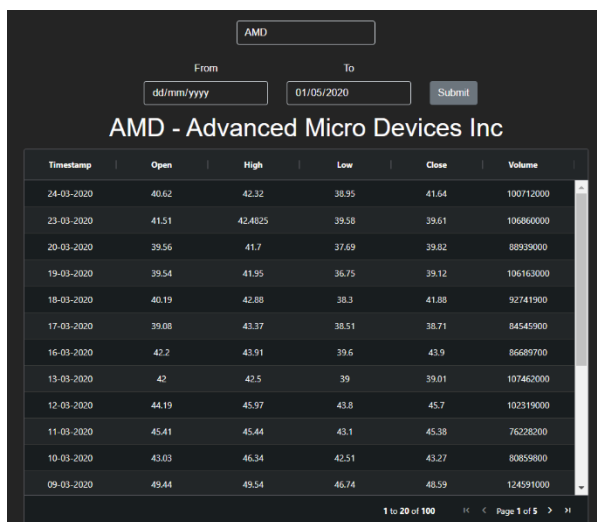 AMD
From To
dd/mm/yyyy 01/05/2020 Submit
AMD - Advanced Micro Devices Inc
Timestamp Open High Low Close Volume
24-03-2020 40.62 42.32 38.95 41.64 100712000
23-03-2020 41.51 42.4825 39.58 39.61 106860000
20-03-2020 39.56 41.7 37.69 39.82 88939000
19-03-2020 39.54 41.95 36.75 39.12 106163000
18-03-2020 40.19 42.88 38.3 41.88 92741900
17-03-2020 39.08 43.37 38.51 38.71 84545900
16-03-2020 42.2 43.91 39.6 43.9 86689700
13-03-2020 42 42.5 39 39.01 107462000
12-03-2020 44.19 45.97 43.8 45.7 102319000
11-03-2020 45.41 45.44 43.1 45.38 76228200
10-03-2020 43.03 46.34 42.51 43.27 80859800
09-03-2020 49.44 49.54 46.74 48.59 124591000
1 to 20 of 100 Page 1 of 5